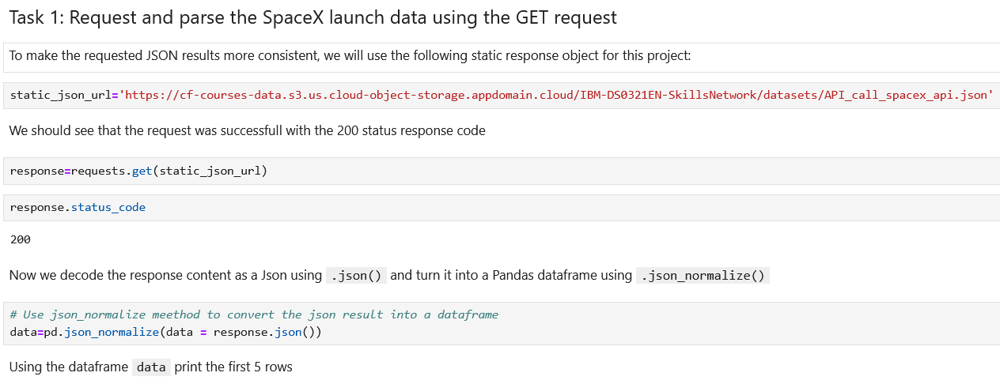 Task 1: Request and parse the SpaceX launch data using the GET request
To make the requested JSON results more consistent, we will use the following static response object for this project:
static_json_url='https://cf-courses-data.s3.us.cloud-object-storage.appdomain.cloud/IBM-DS0321EN-SkillsNetwork/datasets/API_call_spacex_api.json'
We should see that the request was successfull with the 200 status response code
response=requests.get(static_json_url)
response.status_code
200
Now we decode the response content as a Json using .json() and turn it into a Pandas dataframe using .json_normalize()
# Use json_normalize meethod to convert the json result into a dataframe
data=pd.json_normalize(data = response.json())
Using the dataframe data print the first 5 rows